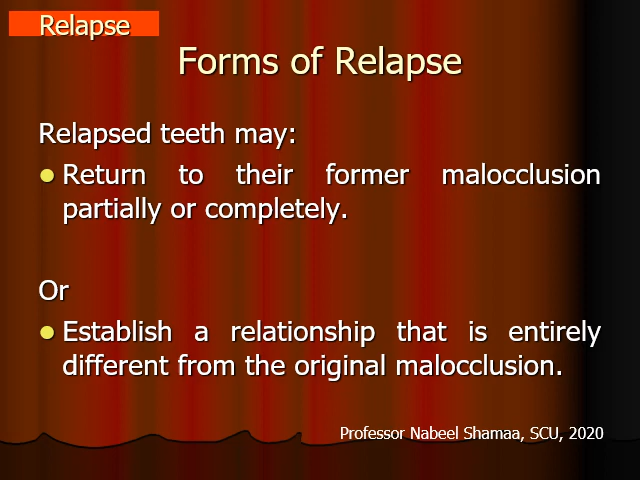 Relapse
Forms of Relapse
Relapsed teeth may:
Return to their former malocclusion
partially or completely.
Or
Establish a relationship that is entirely
different from the original malocclusion.
Professor Nabeel Shamaa, SCU, 2020